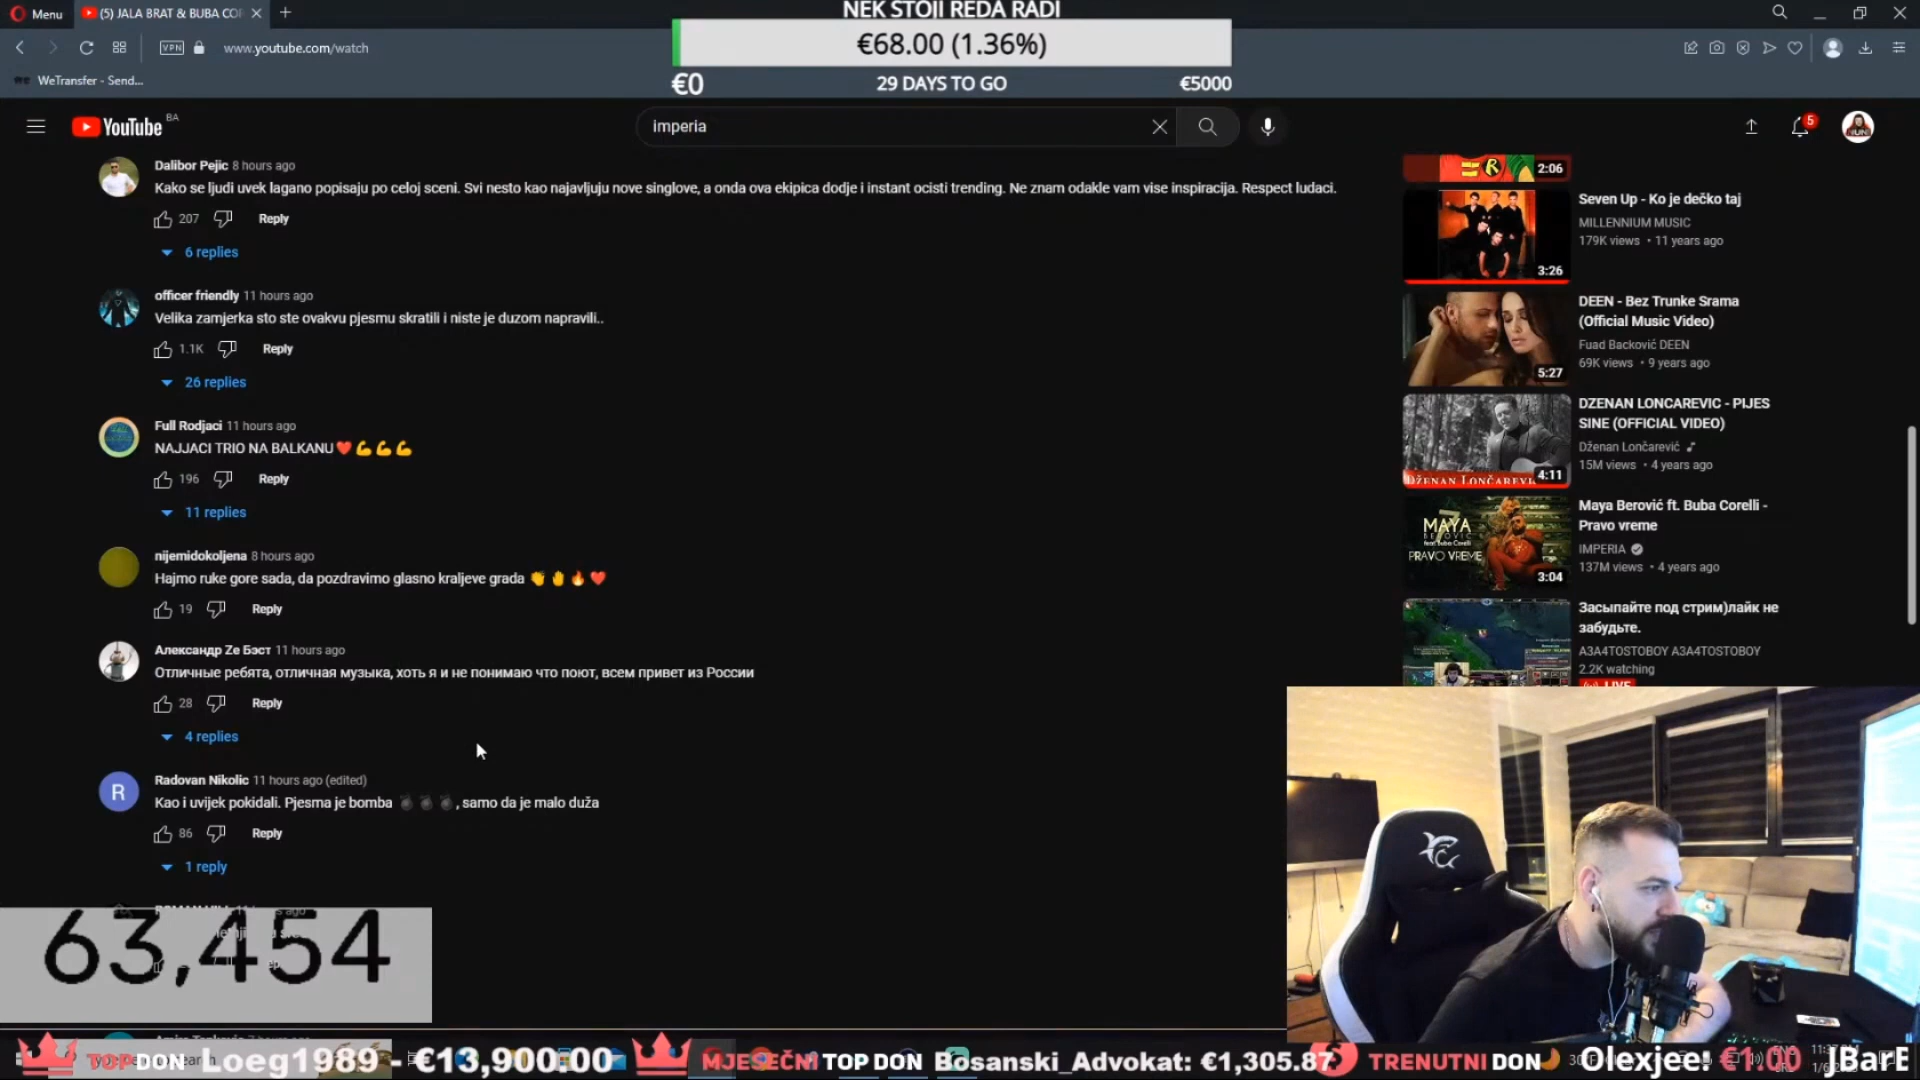 Menu
(5) JALA BRAT & BUBA COR
NEK STOJI REDA RADI
€68.00 (1.36%)
€0
29 DAYS TO GO
€5000
VPN
www.youtube.com/watch
WeTransfer - Send...
YouTube
BA
imperia
5
Dalibor Pejic 8 hours ago
Kako se ljudi uvek lagano popisaju po celoj sceni. Svi nesto kao najavljuju nove singlove, a onda ova ekipica dodje i instant ocisti trending. Ne znam odakle vam vise inspiracija. Respect ludaci.
207 Reply
6 replies
officer friendly 11 hours ago
Velika zamjerka sto ste ovakvu pjesmu skratili i niste je duzom napravili..
1.1K Reply
26 replies
Full Rodjaci 11 hours ago
NAJJACI TRIO NA BALKANU❤️💪💪💪
196 Reply
11 replies
nijemidokoljena 8 hours ago
Hajmo ruke gore sada, da pozdravimo glasno kraljeve grada 👏🤚🔥❤️
19 Reply
Александр Ze Бэст 11 hours ago
Отличные ребята, отличная музыка, хоть я и не понимаю что поют, всем привет из России
28 Reply
4 replies
R
Radovan Nikolic 11 hours ago (edited)
Kao i uvijek pokidali. Pjesma je bomba 💣💣💣, samo da je malo duža
86 Reply
1 reply
2:06
Seven Up - Ko je dečko taj
MILLENNIUM MUSIC
179K views • 11 years ago
3:26
DEEN - Bez Trunke Srama
(Official Music Video)
Fuad Backović DEEN
69K views • 9 years ago
5:27
DZENAN LONCAREVIC - PIJES
SINE (OFFICIAL VIDEO)
Dženan Lončarević
15M views • 4 years ago
4:11
Maya Berović ft. Buba Corelli -
Pravo vreme
IMPERIA
137M views • 4 years ago
MAYA
BEROVIĆ
PRAVO VREME
3:04
Засыпайте под стрим)лайк не
забудьте.
A3A4TOSTOBOY A3A4TOSTOBOY
2.2K watching
LIVE
63,454
TOP DON Loeg1989 - €13,900.00
MJESEČNI TOP DON Bosanski_Advokat: €1,305.87
TRENUTNI DON Olexjee: €1.00 JBarE